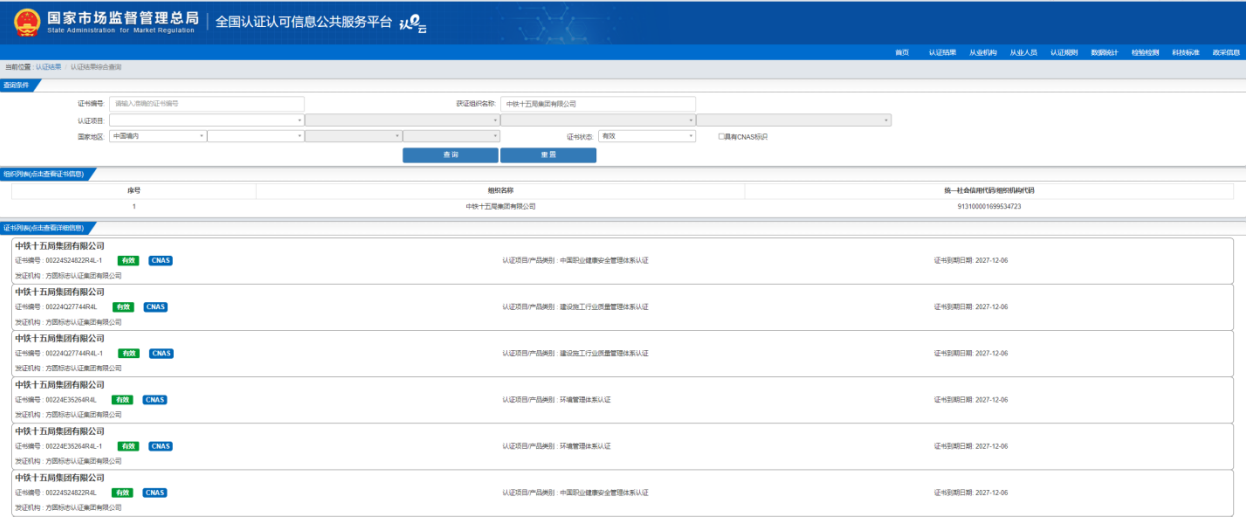 国家市场监督管理总局 全国认证认可信息公共服务平台 认e云
State Administration for Market Regulation
首页 认证结果 从业机构 从业人员 认证规则 数据统计 检验检测 科技标准 政采信息
当前位置：认证结果 / 认证结果综合查询
查询条件
证书编号: 请输入准确的证书编号 获证组织名称: 中铁十五局集团有限公司
认证项目:
国家地区: 中国境内 证书状态: 有效 具有CNAS标识
查 询 重 置
组织列表(点击查看证书信息)
序号 组织名称 统一社会信用代码/组织机构代码
1 中铁十五局集团有限公司 913100001699534723
证书列表(点击查看详细信息)
中铁十五局集团有限公司
证书编号 : 00224S24822R4L-1 有效 CNAS 认证项目/产品类别 : 中国职业健康安全管理体系认证 证书到期日期: 2027-12-06
发证机构 : 方圆标志认证集团有限公司
中铁十五局集团有限公司
证书编号 : 00224Q27744R4L 有效 CNAS 认证项目/产品类别 : 建设施工行业质量管理体系认证 证书到期日期: 2027-12-06
发证机构 : 方圆标志认证集团有限公司
中铁十五局集团有限公司
证书编号 : 00224Q27744R4L-1 有效 CNAS 认证项目/产品类别 : 建设施工行业质量管理体系认证 证书到期日期: 2027-12-06
发证机构 : 方圆标志认证集团有限公司
中铁十五局集团有限公司
证书编号 : 00224E35264R4L 有效 CNAS 认证项目/产品类别 : 环境管理体系认证 证书到期日期: 2027-12-06
发证机构 : 方圆标志认证集团有限公司
中铁十五局集团有限公司
证书编号 : 00224E35264R4L-1 有效 CNAS 认证项目/产品类别 : 环境管理体系认证 证书到期日期: 2027-12-06
发证机构 : 方圆标志认证集团有限公司
中铁十五局集团有限公司
证书编号 : 00224S24822R4L 有效 CNAS 认证项目/产品类别 : 中国职业健康安全管理体系认证 证书到期日期: 2027-12-06
发证机构 : 方圆标志认证集团有限公司